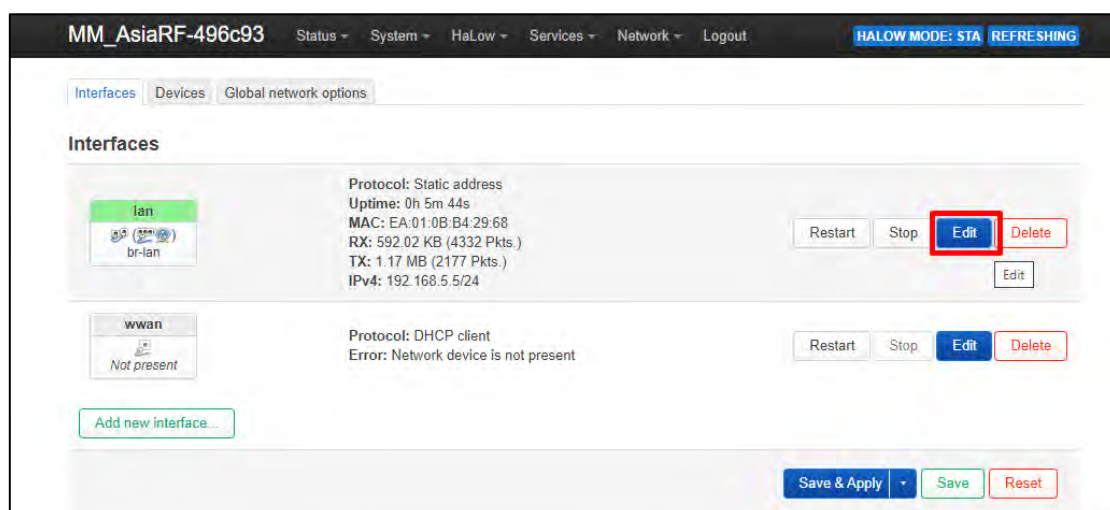 MM_AsiaRF-496c93 Status System HaLow Services Network Logout HALOW MODE: STA REFRESHING
Interfaces Devices Global network options
Interfaces
lan
br-lan
Protocol: Static address
Uptime: 0h 5m 44s
MAC: EA:01:0B:B4:29:68
RX: 592.02 KB (4332 Pkts.)
TX: 1.17 MB (2177 Pkts.)
IPv4: 192.168.5.5/24
Restart Stop Edit Delete
Edit
wwan
Not present
Protocol: DHCP client
Error: Network device is not present
Restart Stop Edit Delete
Add new interface...
Save & Apply Save Reset